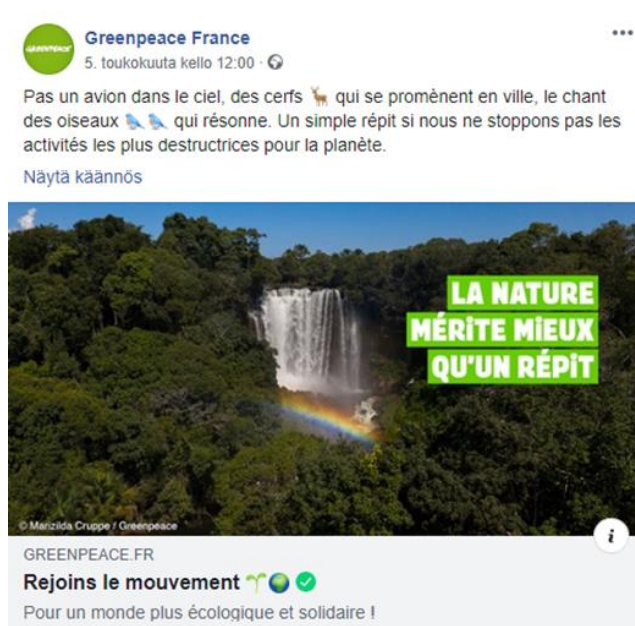 GREENPEACE
Greenpeace France
5. toukokuuta kello 12:00 ·
Pas un avion dans le ciel, des cerfs 🦌 qui se promènent en ville, le chant
des oiseaux 🐦 🐦 qui résonne. Un simple répit si nous ne stoppons pas les
activités les plus destructrices pour la planète.
Näytä käännös
LA NATURE
MÉRITE MIEUX
QU'UN RÉPIT
© Marizilda Cruppe / Greenpeace
i
GREENPEACE.FR
Rejoins le mouvement 🌱🌍✅
Pour un monde plus écologique et solidaire !